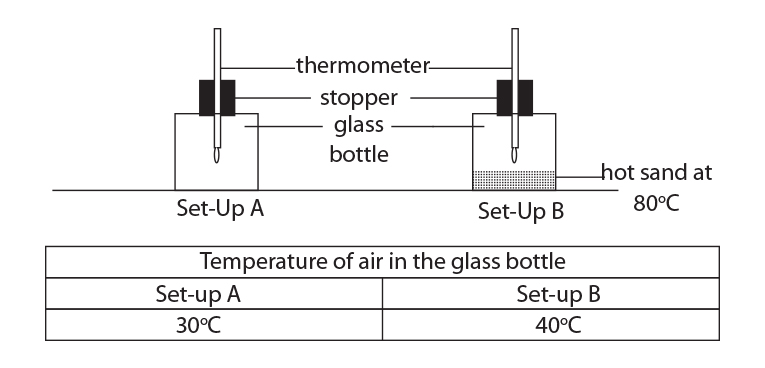 thermometer
stopper
glass
bottle
hot sand at
80ºC
Set-Up A
Set-Up B
Temperature of air in the glass bottle
Set-up A
Set-up B
30ºC
40ºC